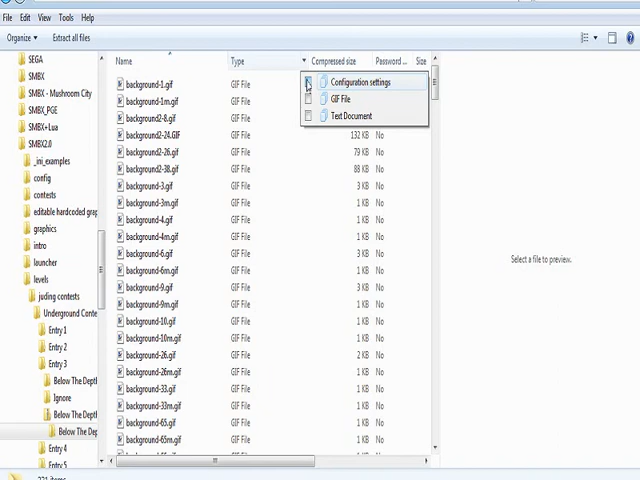 File Edit View Tools Help
Organize Extract all files
Name Type Compressed size Password ... Size
SEGA
SMBX
SMBX - Mushroom City
SMBX_PGE
SMBX+Lua
SMBX2.0
_ini_examples
config
contests
editable hardcoded grap
graphics
intro
launcher
levels
juding contests
Underground Conte
Entry 1
Entry 2
Entry 3
Below The Depth
Ignore
Below The Depth
Below The Dep
Entry 4
Entry 5
Configuration settings
GIF File
Text Document
background-1.gif GIF File
background-1m.gif GIF File
background2-8.gif GIF File
background2-24.GIF GIF File 132 KB No
background2-26.gif GIF File 79 KB No
background2-38.gif GIF File 88 KB No
background-3.gif GIF File 3 KB No
background-3m.gif GIF File 1 KB No
background-4.gif GIF File 1 KB No
background-4m.gif GIF File 1 KB No
background-6.gif GIF File 3 KB No
background-6m.gif GIF File 1 KB No
background-9.gif GIF File 3 KB No
background-9m.gif GIF File 1 KB No
background-10.gif GIF File 1 KB No
background-10m.gif GIF File 1 KB No
background-26.gif GIF File 2 KB No
background-26m.gif GIF File 1 KB No
background-33.gif GIF File 1 KB No
background-33m.gif GIF File 1 KB No
background-65.gif GIF File 1 KB No
background-65m.gif GIF File 1 KB No
Select a file to preview.